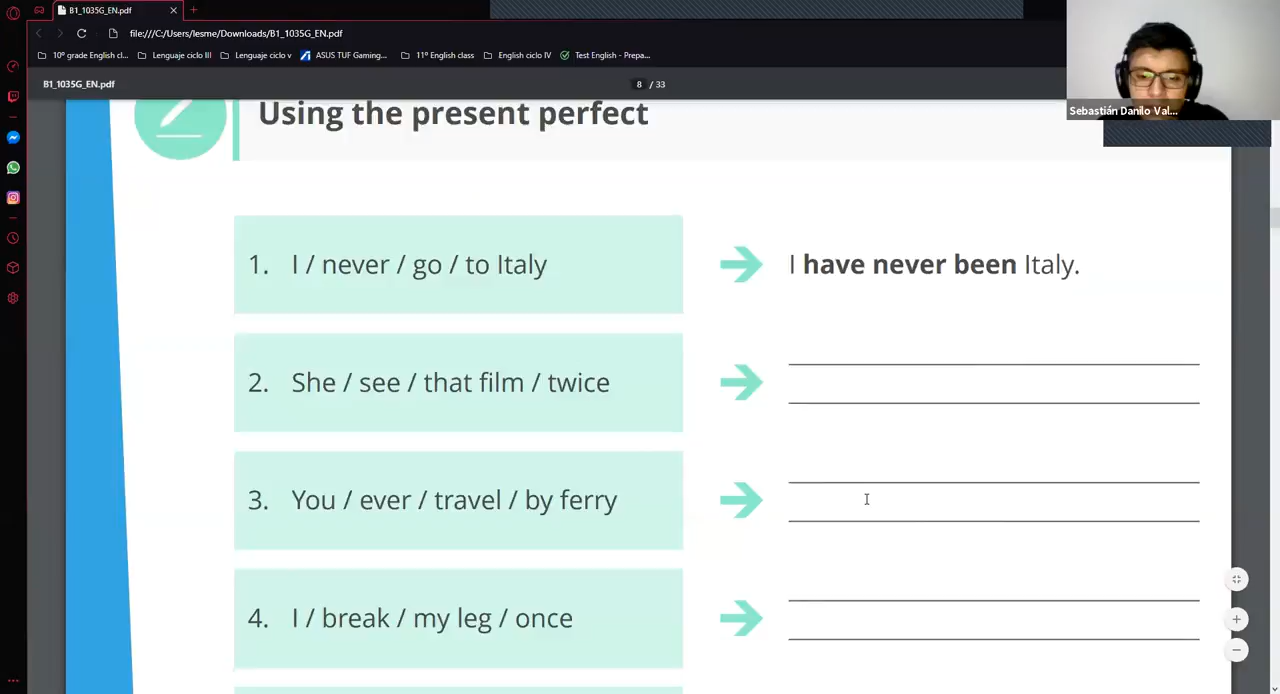 B1_1035G_EN.pdf
file:///C:/Users/lesme/Downloads/B1_1035G_EN.pdf
10º grade English cl... Lenguaje ciclo III Lenguaje ciclo v ASUS TUF Gaming... 11º English class English ciclo IV Test English - Prepa...
B1_1035G_EN.pdf 8 / 33
Sebastián Danilo Val...
Using the present perfect
1. I / never / go / to Italy
I have never been Italy.
2. She / see / that film / twice
3. You / ever / travel / by ferry
4. I / break / my leg / once